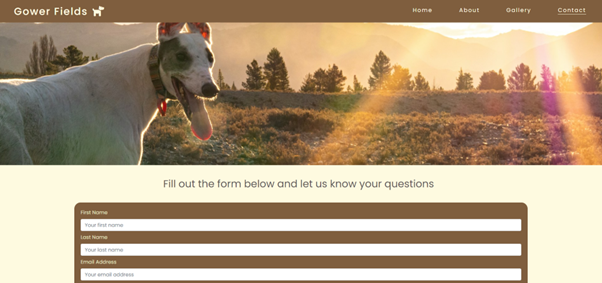 Gower Fields
Home About Gallery Contact
Fill out the form below and let us know your questions
First Name
Your first name
Last Name
Your last name
Email Address
Your email address